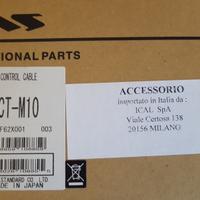 IONAL PARTS
CONTROL CABLE
CT-M10
F62X001 003
STANDARD CO LTD
MADE IN JAPAN
ACCESSORIO
importato in Italia da :
ICAL SpA
Viale Certosa 138
20156 MILANO